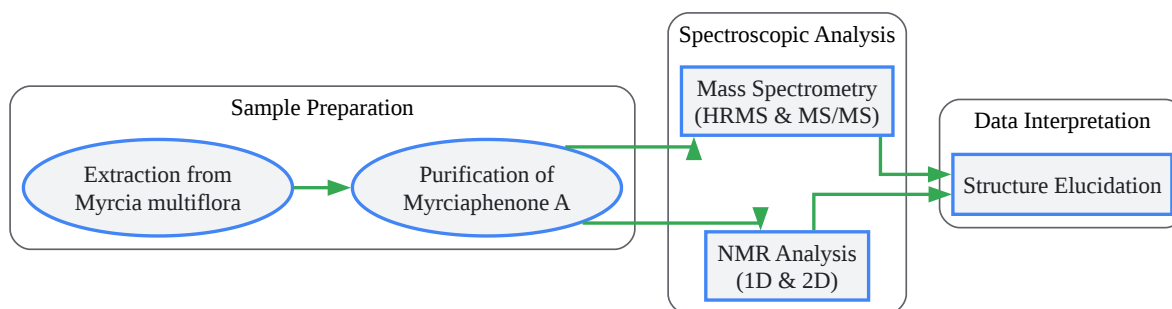 Sample Preparation
Extraction from
Myrcia multiflora
Purification of
Myrciaphenone A
Spectroscopic Analysis
Mass Spectrometry
(HRMS & MS/MS)
NMR Analysis
(1D & 2D)
Data Interpretation
Structure Elucidation